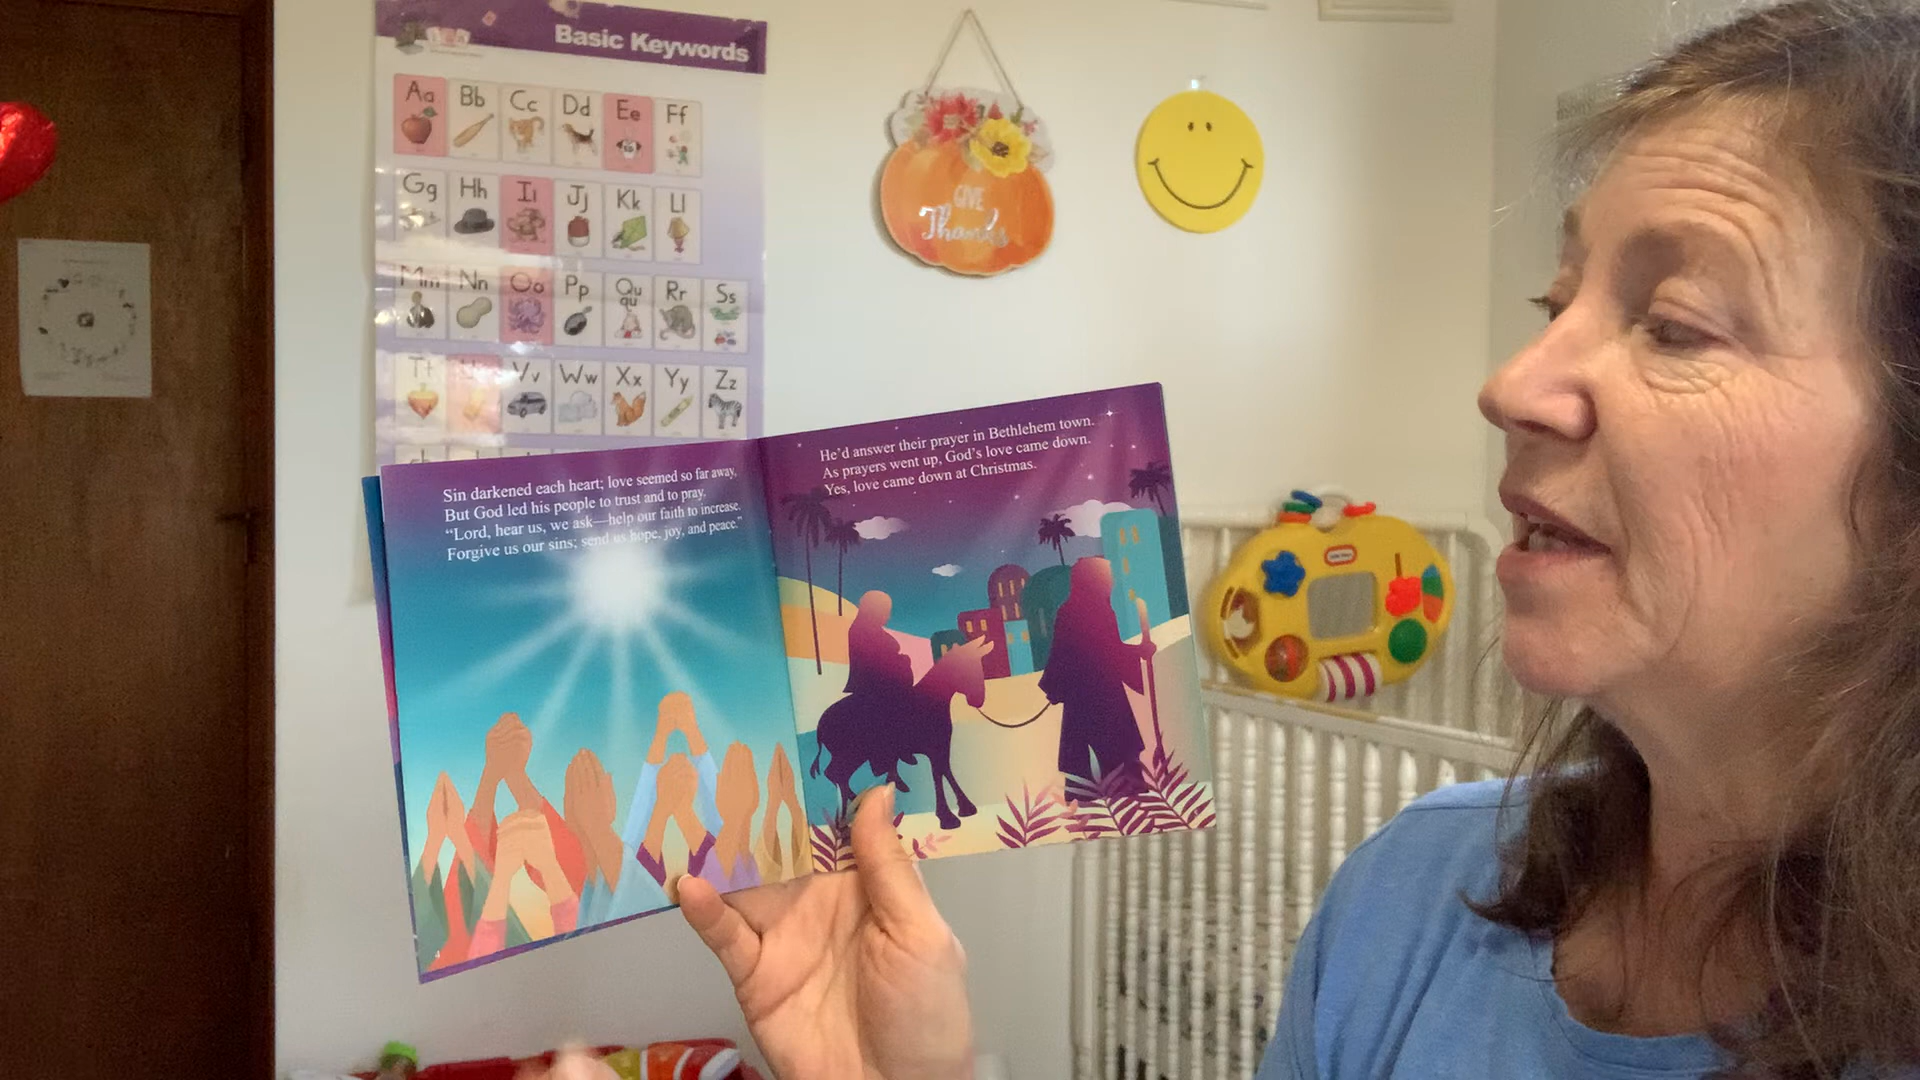 Basic Keywords
Aa Bb Cc Dd Ee Ff
Gg Hh Ii Jj Kk Ll
Mm Nn Oo Pp Qu qu Rr Ss
Tt Vv Ww Xx Yy Zz
GIVE
Thanks
Sin darkened each heart; love seemed so far away,
But God led his people to trust and to pray.
“Lord, hear us, we ask—help our faith to increase.
Forgive us our sins; send us hope, joy, and peace.”
4
He’d answer their prayer in Bethlehem town.
As prayers went up, God’s love came down.
Yes, love came down at Christmas.